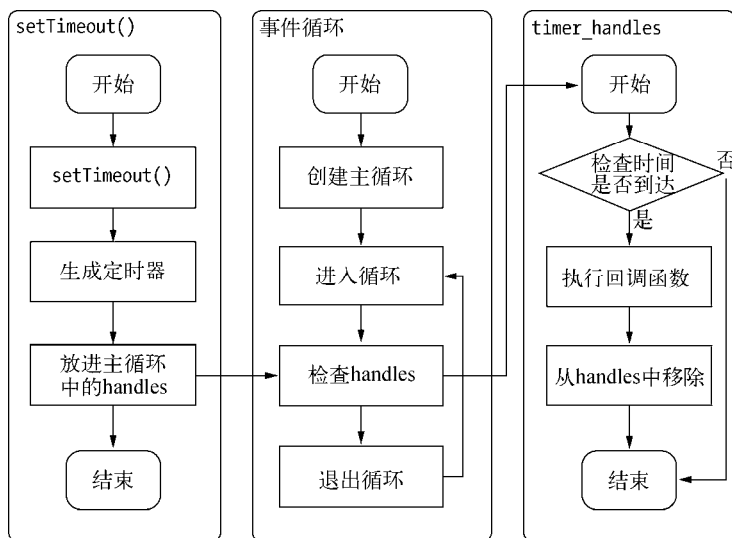 setTimeout()
开始
setTimeout()
生成定时器
放进主循环
中的handles
结束
事件循环
开始
创建主循环
进入循环
检查handles
退出循环
timer_handles
开始
检查时间
是否到达
否
是
执行回调函数
从handles中移除
结束